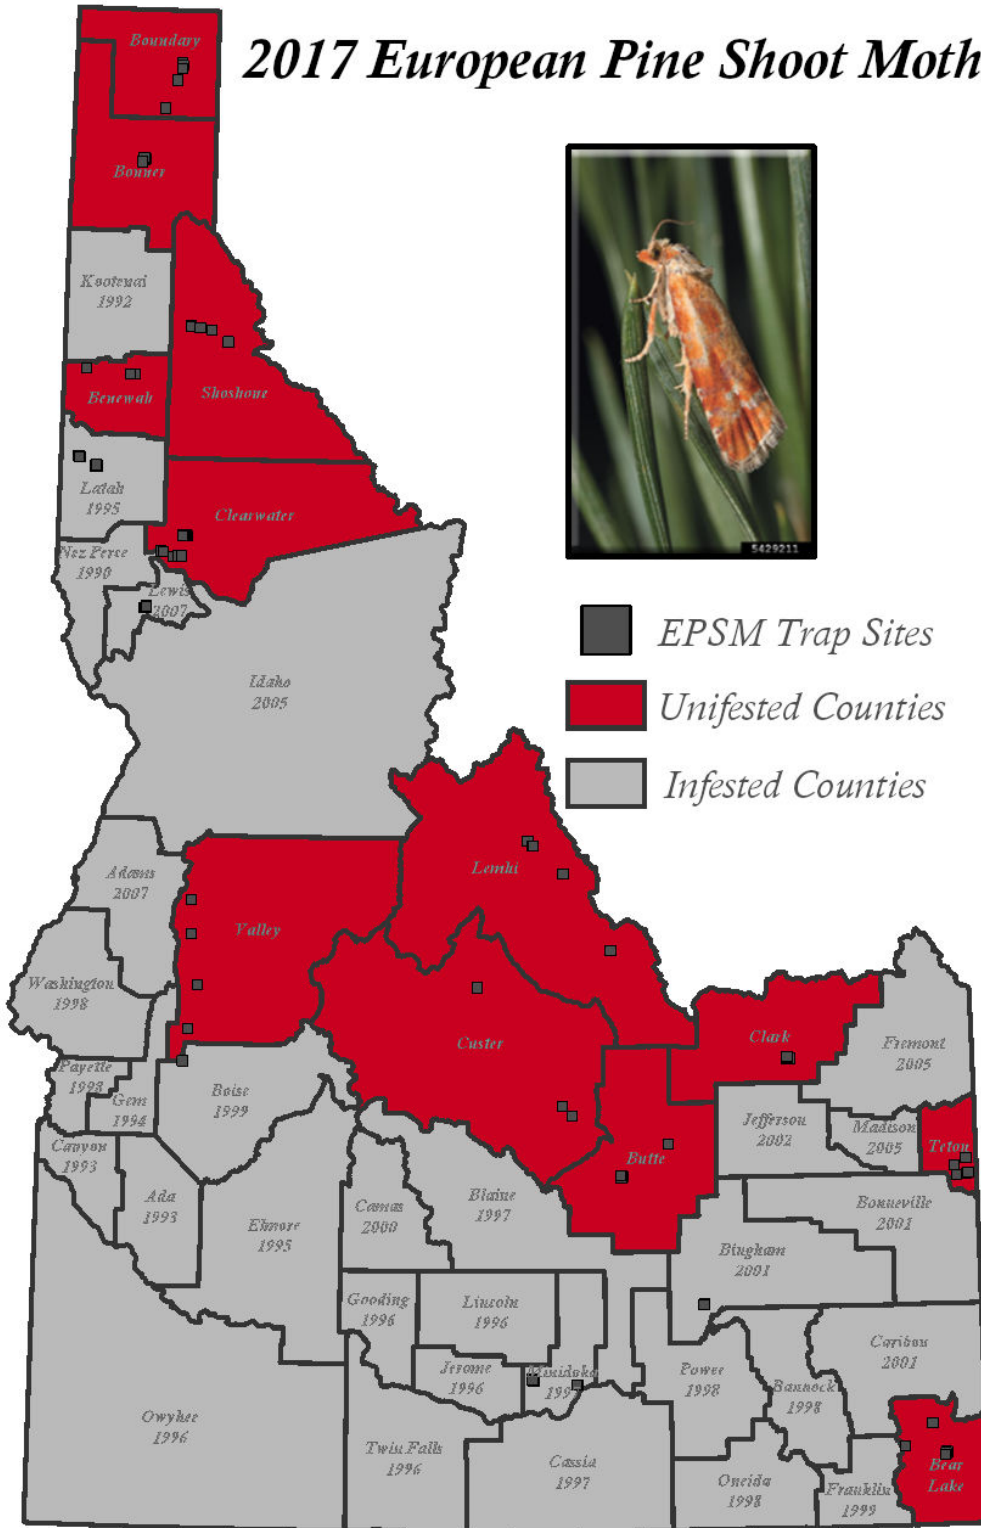 2017 European Pine Shoot Moth
Boundary
Bonner
Kootenai
1992
Benewah
Shoshone
Latah
1995
Clearwater
Nez Perce
1990
Lewis
2007
Idaho
2005
5429211
EPSM Trap Sites
Unifested Counties
Infested Counties
Adams
2007
Lemhi
Valley
Washington
1998
Custer
Clark
Fremont
2005
Payette
1998
Gem
1994
Boise
1999
Jefferson
2002
Madison
2005
Teton
Canyon
1993
Ada
1993
Elmore
1995
Camas
2000
Blaine
1997
Butte
Bonneville
2001
Bingham
2001
Gooding
1996
Lincoln
1996
Jerome
1996
Minidoka
Power
1998
Bannock
1998
Caribou
2001
Owyhee
1996
Twin Falls
1996
Cassia
1997
Oneida
1998
Franklin
1999
Bear
Lake